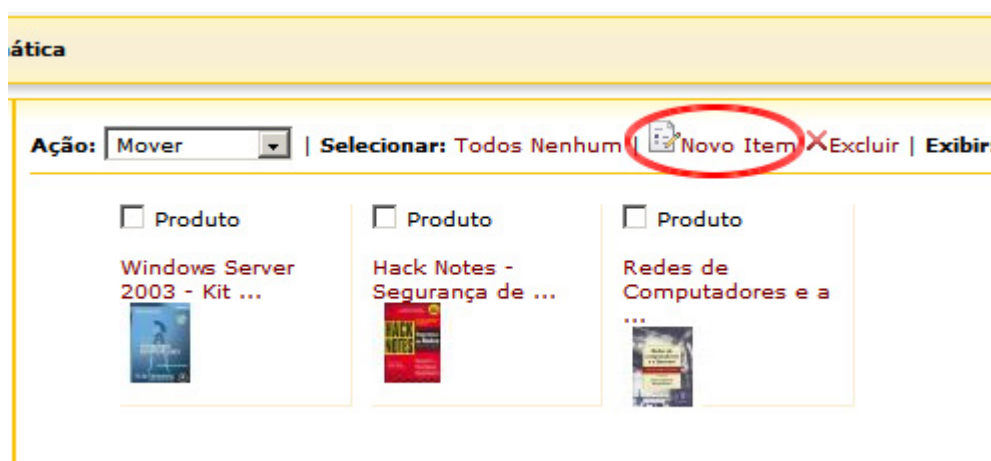 ática
Ação: Mover | Selecionar: Todos Nenhum | Novo Item Excluir | Exibir:
Produto Produto Produto
Windows Server Hack Notes - Redes de
2003 - Kit ... Segurança de ... Computadores e a
...
HACK
NOTES